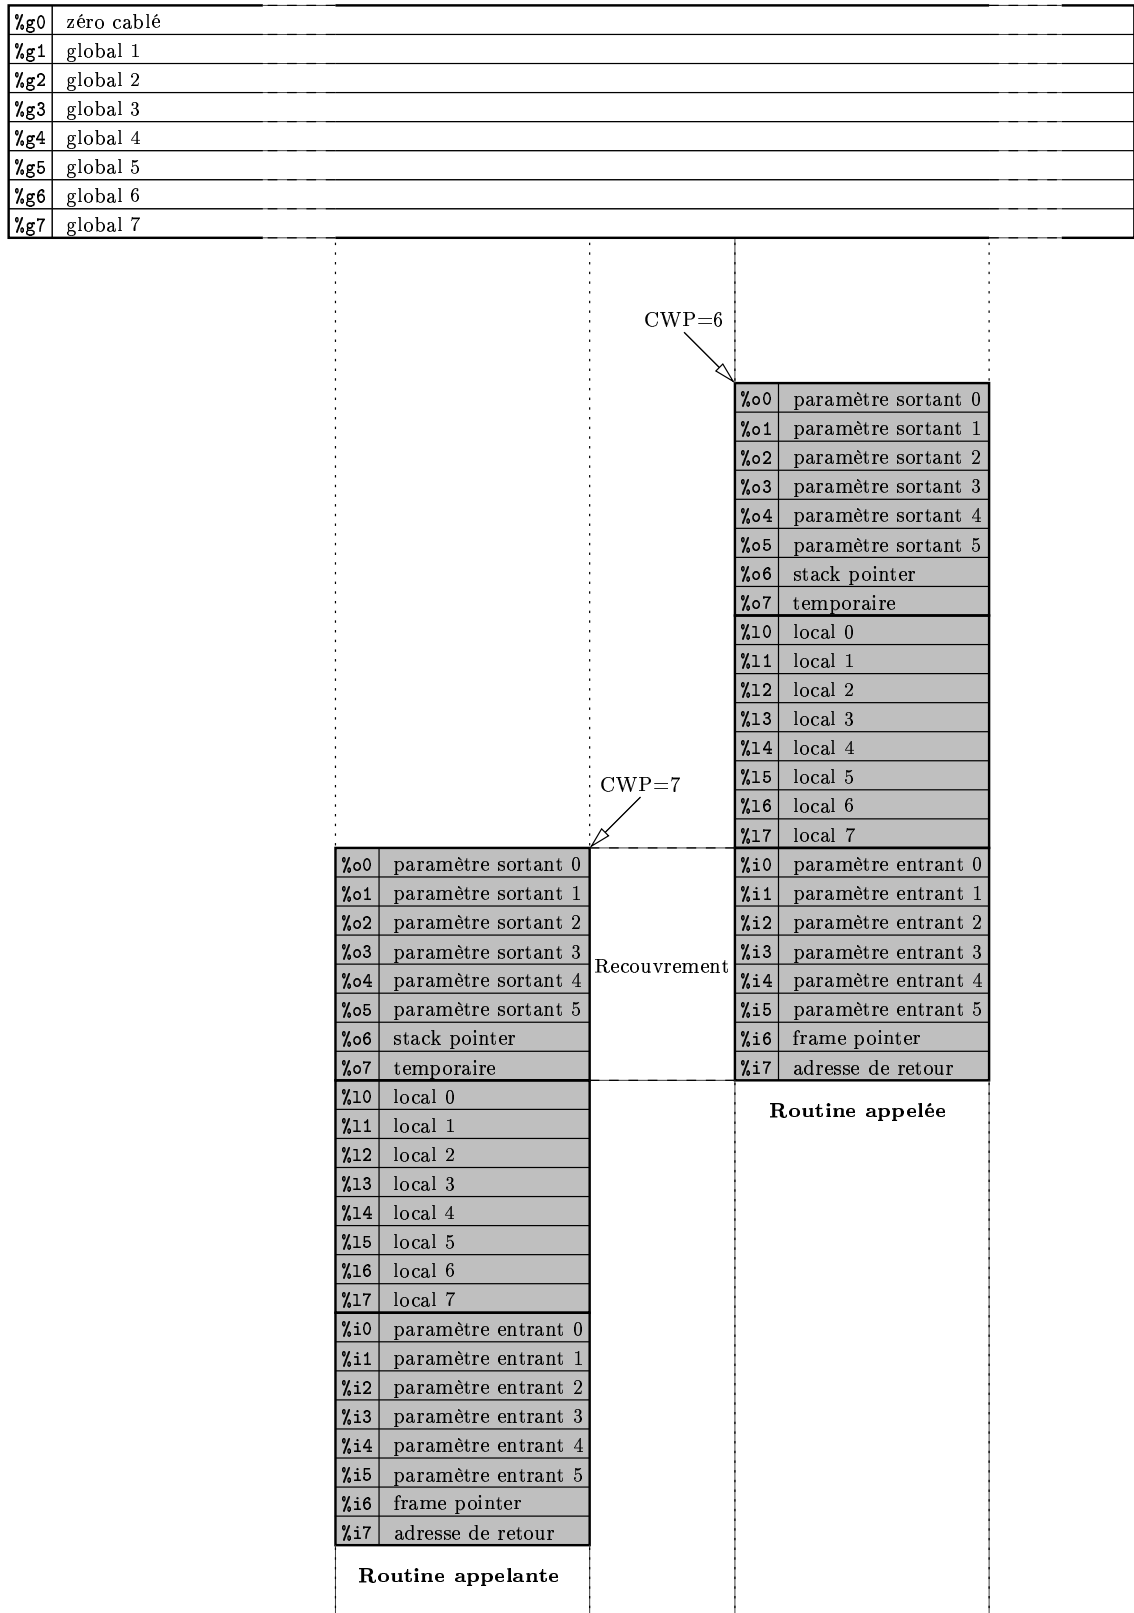 %g0 zéro cablé
%g1 global 1
%g2 global 2
%g3 global 3
%g4 global 4
%g5 global 5
%g6 global 6
%g7 global 7
CWP=6
%o0 paramètre sortant 0
%o1 paramètre sortant 1
%o2 paramètre sortant 2
%o3 paramètre sortant 3
%o4 paramètre sortant 4
%o5 paramètre sortant 5
%o6 stack pointer
%o7 temporaire
%l0 local 0
%l1 local 1
%l2 local 2
%l3 local 3
%l4 local 4
%l5 local 5
%l6 local 6
%l7 local 7
%i0 paramètre entrant 0
%i1 paramètre entrant 1
%i2 paramètre entrant 2
%i3 paramètre entrant 3
%i4 paramètre entrant 4
%i5 paramètre entrant 5
%i6 frame pointer
%i7 adresse de retour
Routine appelée
CWP=7
Recouvrement
%o0 paramètre sortant 0
%o1 paramètre sortant 1
%o2 paramètre sortant 2
%o3 paramètre sortant 3
%o4 paramètre sortant 4
%o5 paramètre sortant 5
%o6 stack pointer
%o7 temporaire
%l0 local 0
%l1 local 1
%l2 local 2
%l3 local 3
%l4 local 4
%l5 local 5
%l6 local 6
%l7 local 7
%i0 paramètre entrant 0
%i1 paramètre entrant 1
%i2 paramètre entrant 2
%i3 paramètre entrant 3
%i4 paramètre entrant 4
%i5 paramètre entrant 5
%i6 frame pointer
%i7 adresse de retour
Routine appelante